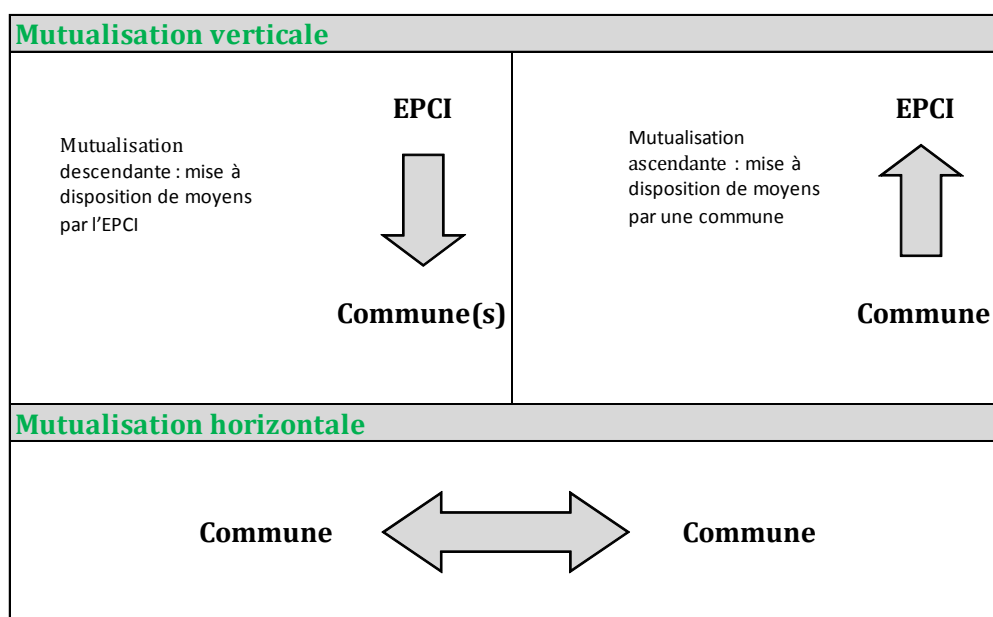 Mutualisation verticale
EPCI
Mutualisation
descendante : mise à
disposition de moyens
par l'EPCI
Commune(s)
EPCI
Mutualisation
ascendante : mise à
disposition de moyens
par une commune
Commune
Mutualisation horizontale
Commune
Commune